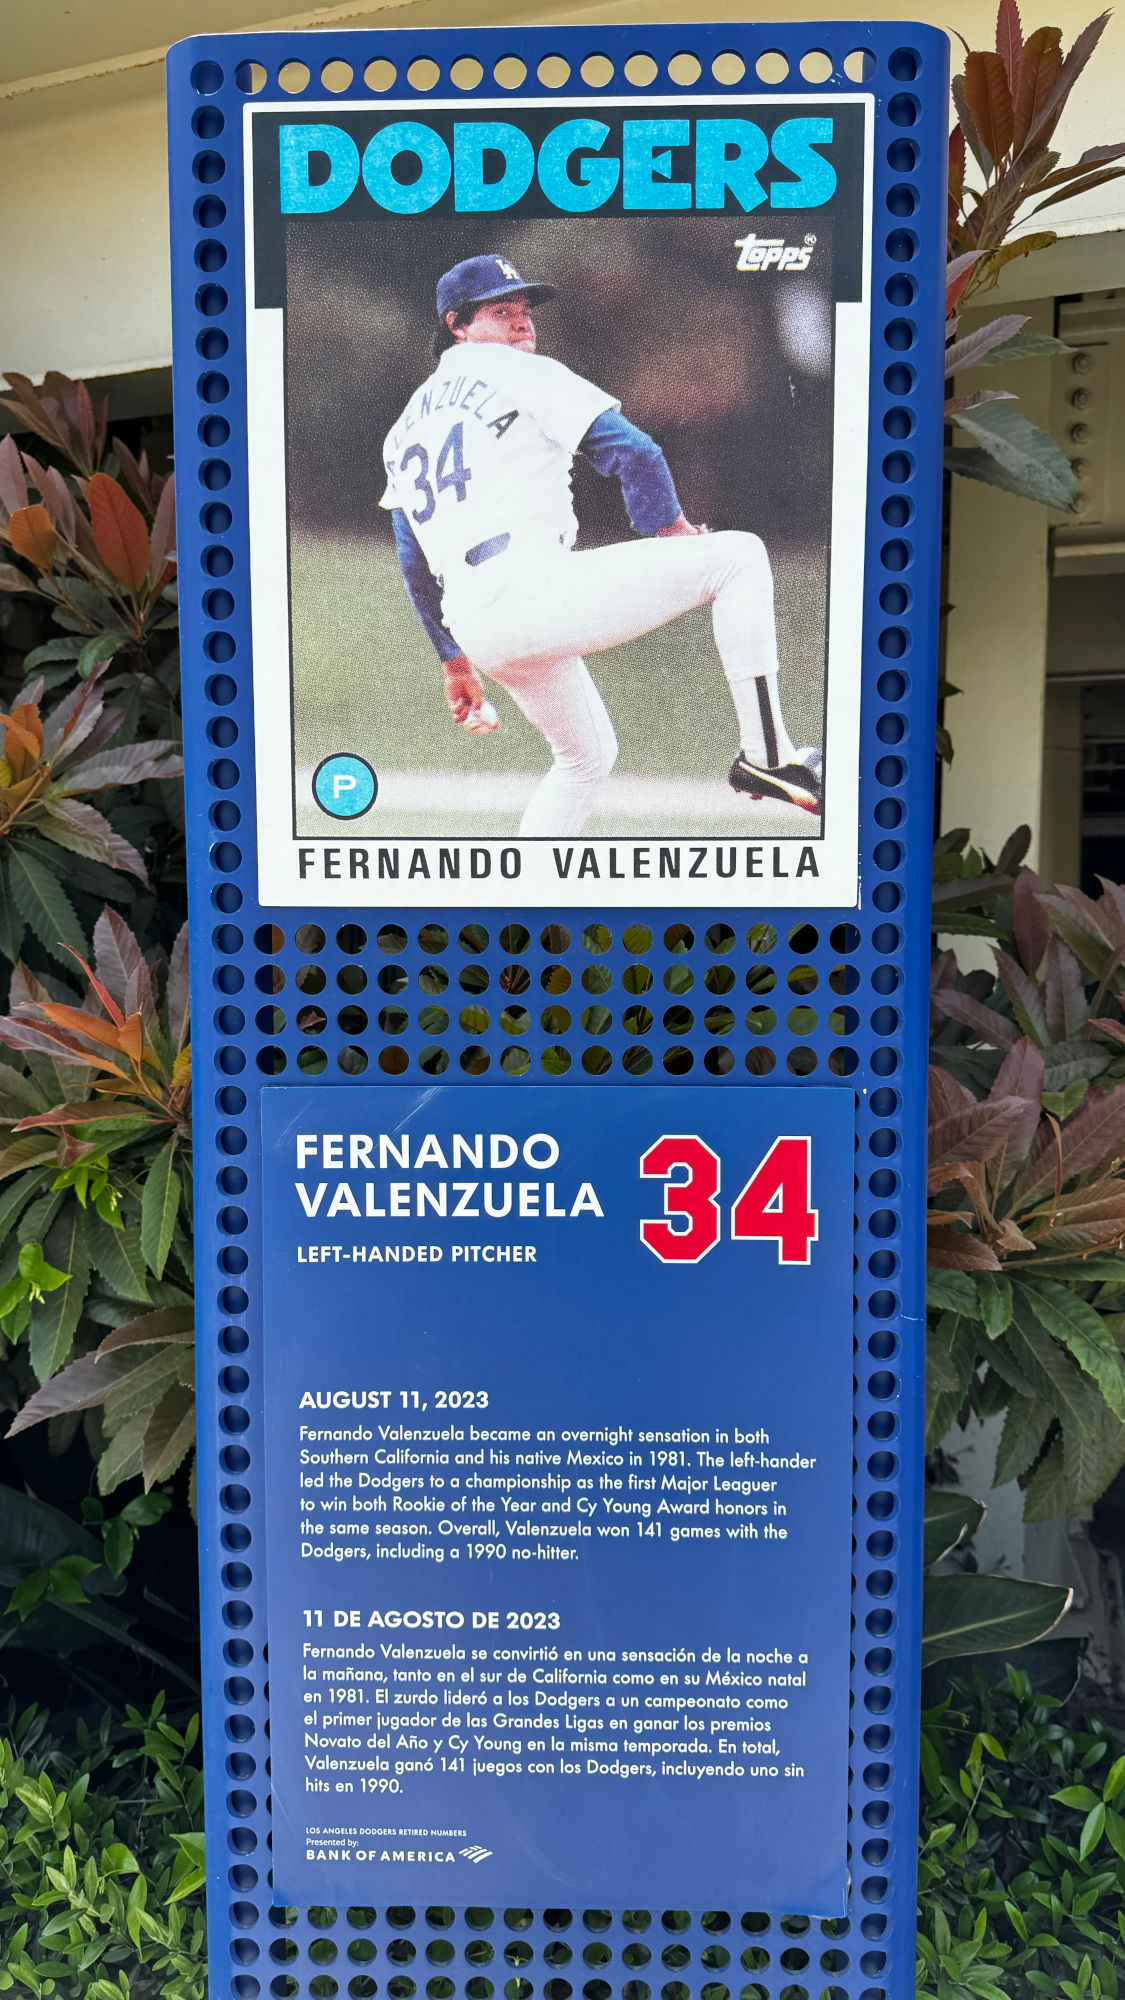 DODGERS
topps®
LA
ENZUELA
34
P
FERNANDO VALENZUELA
FERNANDO
VALENZUELA
34
LEFT-HANDED PITCHER
AUGUST 11, 2023
Fernando Valenzuela became an overnight sensation in both
Southern California and his native Mexico in 1981. The left-hander
led the Dodgers to a championship as the first Major Leaguer
to win both Rookie of the Year and Cy Young Award honors in
the same season. Overall, Valenzuela won 141 games with the
Dodgers, including a 1990 no-hitter.
11 DE AGOSTO DE 2023
Fernando Valenzuela se convirtió en una sensación de la noche a
la mañana, tanto en el sur de California como en su México natal
en 1981. El zurdo lideró a los Dodgers a un campeonato como
el primer jugador de las Grandes Ligas en ganar los premios
Novato del Año y Cy Young en la misma temporada. En total,
Valenzuela ganó 141 juegos con los Dodgers, incluyendo uno sin
hits en 1990.
LOS ANGELES DODGERS RETIRED NUMBERS
Presented by:
BANK OF AMERICA